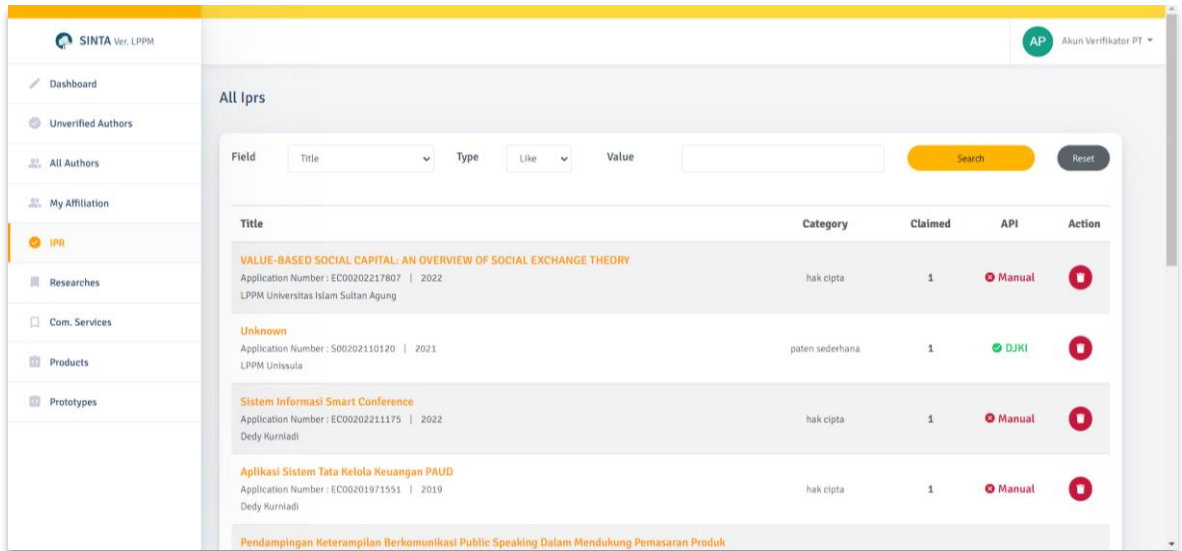 SINTA Ver. LPPM
AP Akun Verifikator PT
Dashboard
Unverified Authors
All Authors
My Affiliation
IPR
Researches
Com. Services
Products
Prototypes
All Iprs
Field Title Type Like Value Search Reset
Title Category Claimed API Action
VALUE-BASED SOCIAL CAPITAL: AN OVERVIEW OF SOCIAL EXCHANGE THEORY
Application Number : EC00202217807 | 2022 hak cipta 1 Manual
LPPM Universitas Islam Sultan Agung
Unknown
Application Number : S00202110120 | 2021 paten sederhana 1 DJKI
LPPM Unissula
Sistem Informasi Smart Conference
Application Number : EC00202211175 | 2022 hak cipta 1 Manual
Dedy Kurniadi
Aplikasi Sistem Tata Kelola Keuangan PAUD
Application Number : EC00201971551 | 2019 hak cipta 1 Manual
Dedy Kurniadi
Pendampingan Keterampilan Berkomunikasi Public Speaking Dalam Mendukung Pemasaran Produk